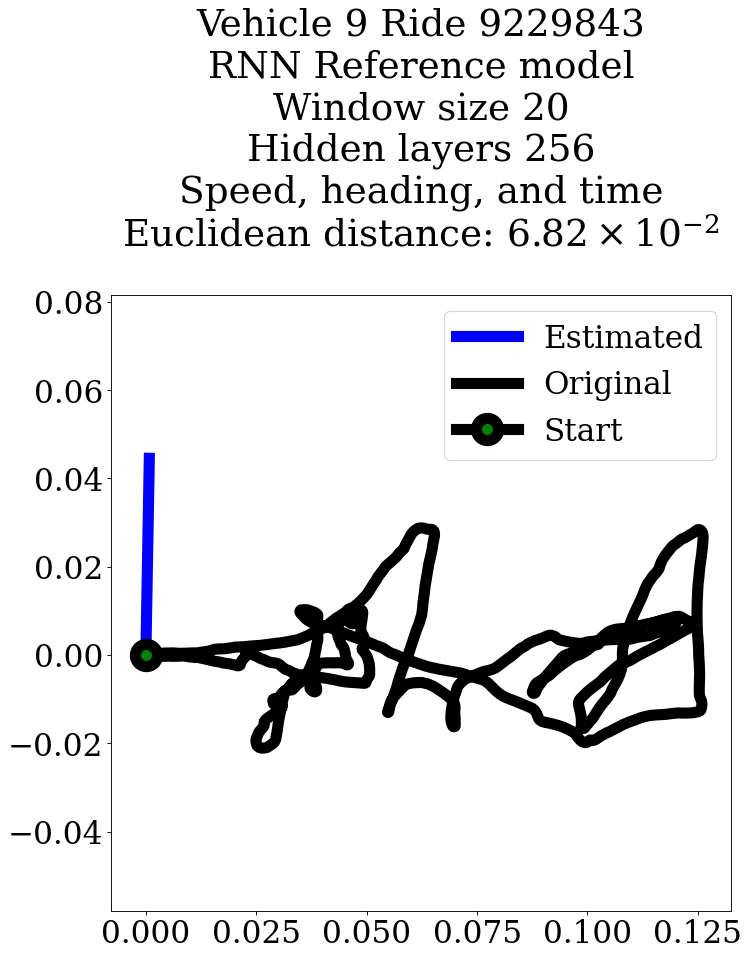 Vehicle 9 Ride 9229843
RNN Reference model
Window size 20
Hidden layers 256
Speed, heading, and time
Euclidean distance: 6.82 × 10⁻²
Estimated
Original
Start
0.08
0.06
0.04
0.02
0.00
−0.02
−0.04
0.000 0.025 0.050 0.075 0.100 0.125